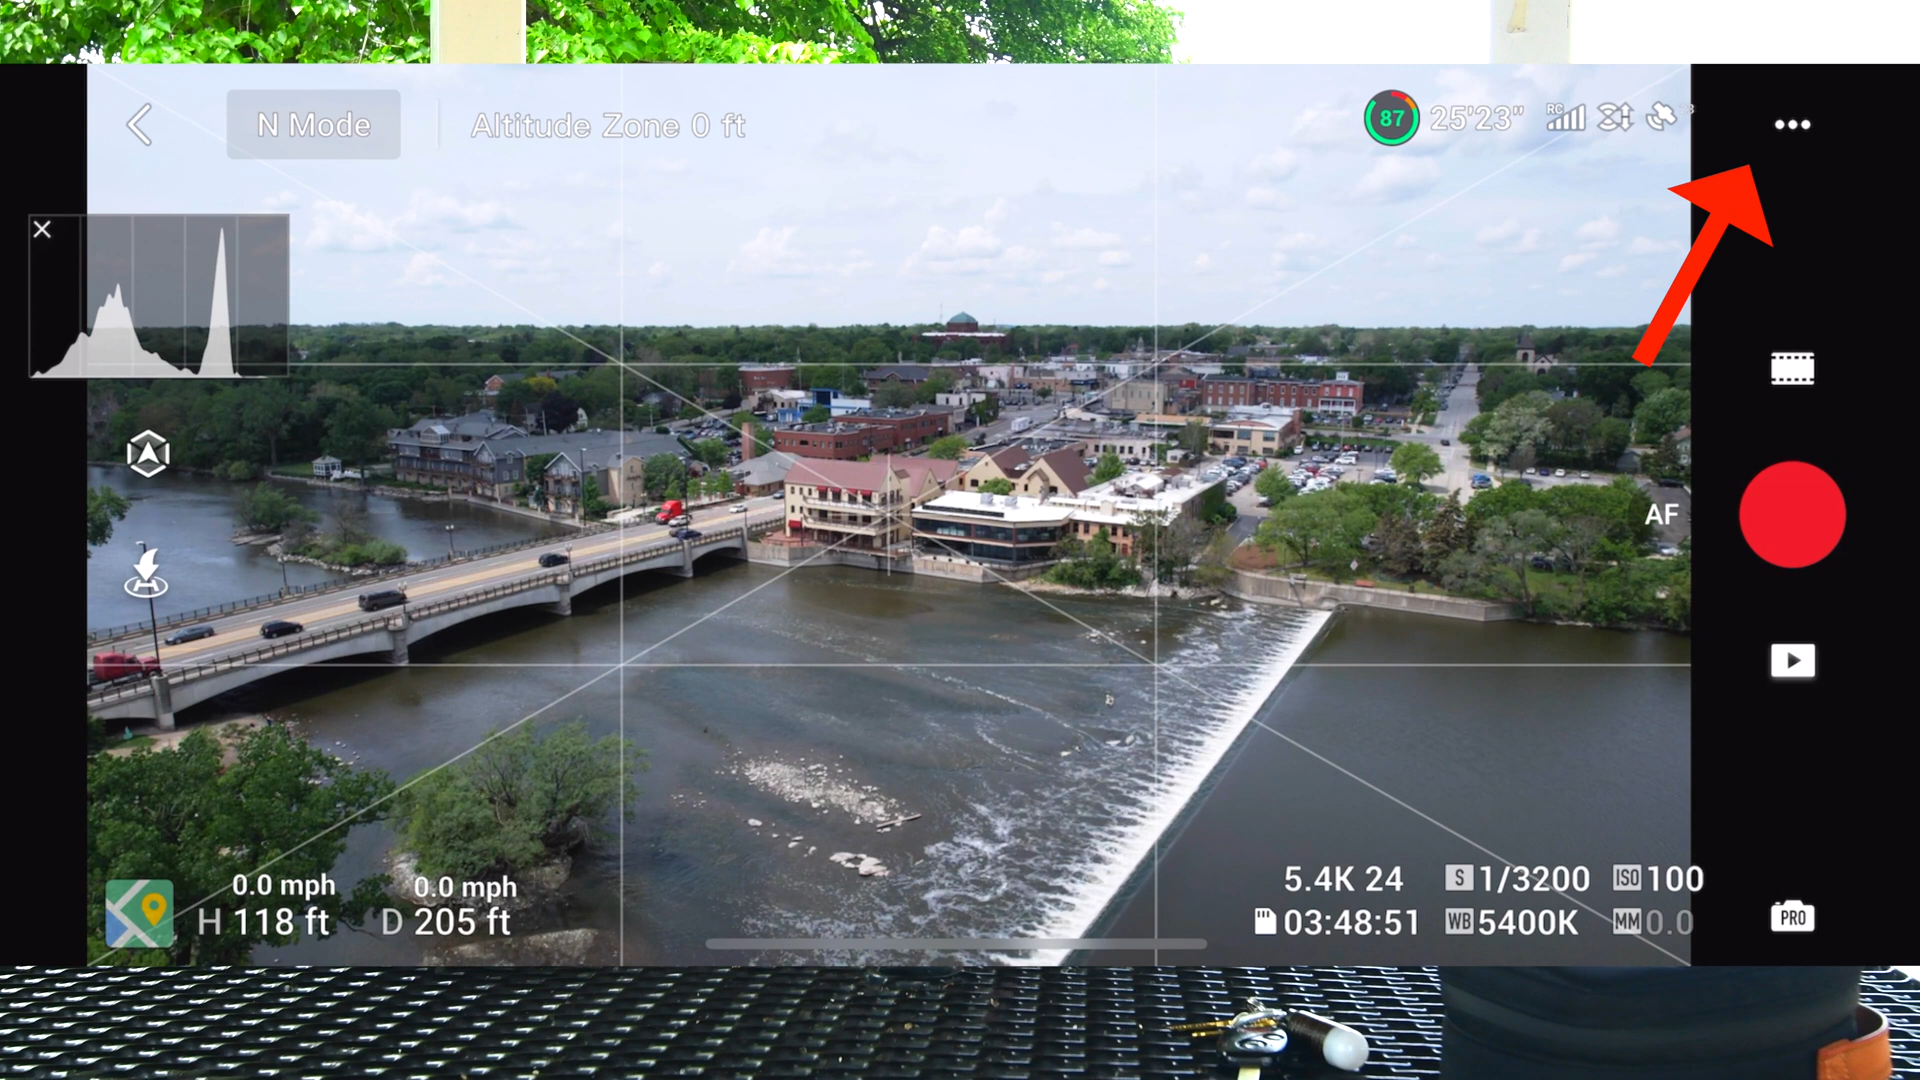 N Mode
Altitude Zone 0 ft
87
25'23"
RC
AF
0.0 mph
0.0 mph
H 118 ft
D 205 ft
5.4K 24
S 1/3200
ISO 100
03:48:51
WB 5400K
MM 0.0
PRO